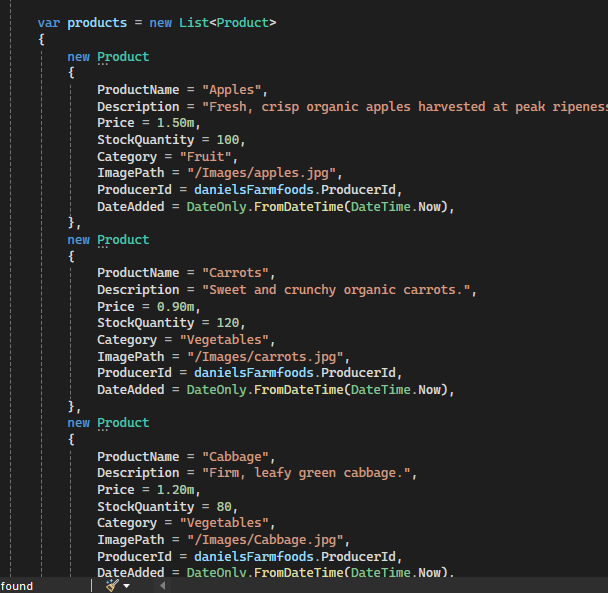 var products = new List<Product>
{
new Product
{
ProductName = "Apples",
Description = "Fresh, crisp organic apples harvested at peak ripeness
Price = 1.50m,
StockQuantity = 100,
Category = "Fruit",
ImagePath = "/Images/apples.jpg",
ProducerId = danielsFarmfoods.ProducerId,
DateAdded = DateOnly.FromDateTime(DateTime.Now),
},
new Product
{
ProductName = "Carrots",
Description = "Sweet and crunchy organic carrots.",
Price = 0.90m,
StockQuantity = 120,
Category = "Vegetables",
ImagePath = "/Images/carrots.jpg",
ProducerId = danielsFarmfoods.ProducerId,
DateAdded = DateOnly.FromDateTime(DateTime.Now),
},
new Product
{
ProductName = "Cabbage",
Description = "Firm, leafy green cabbage.",
Price = 1.20m,
StockQuantity = 80,
Category = "Vegetables",
ImagePath = "/Images/Cabbage.jpg",
ProducerId = danielsFarmfoods.ProducerId,
DateAdded = DateOnly.FromDateTime(DateTime.Now),
found